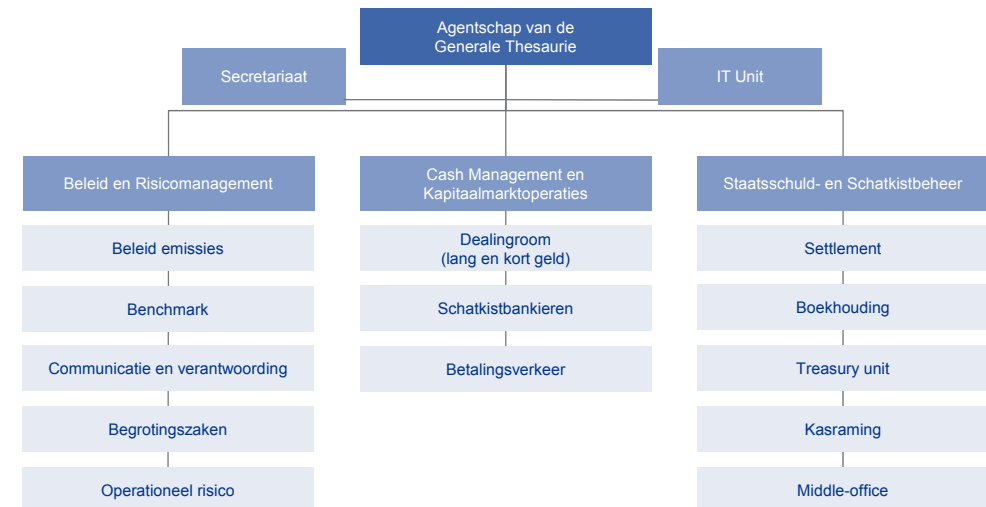 Agentschap van de
Generale Thesaurie
Secretariaat
IT Unit
Beleid en Risicomanagement
Cash Management en
Kapitaalmarktoperaties
Staatsschuld- en Schatkistbeheer
Beleid emissies
Dealingroom
(lang en kort geld)
Settlement
Benchmark
Schatkistbankieren
Boekhouding
Communicatie en verantwoording
Betalingsverkeer
Treasury unit
Begrotingszaken
Kasraming
Operationeel risico
Middle-office